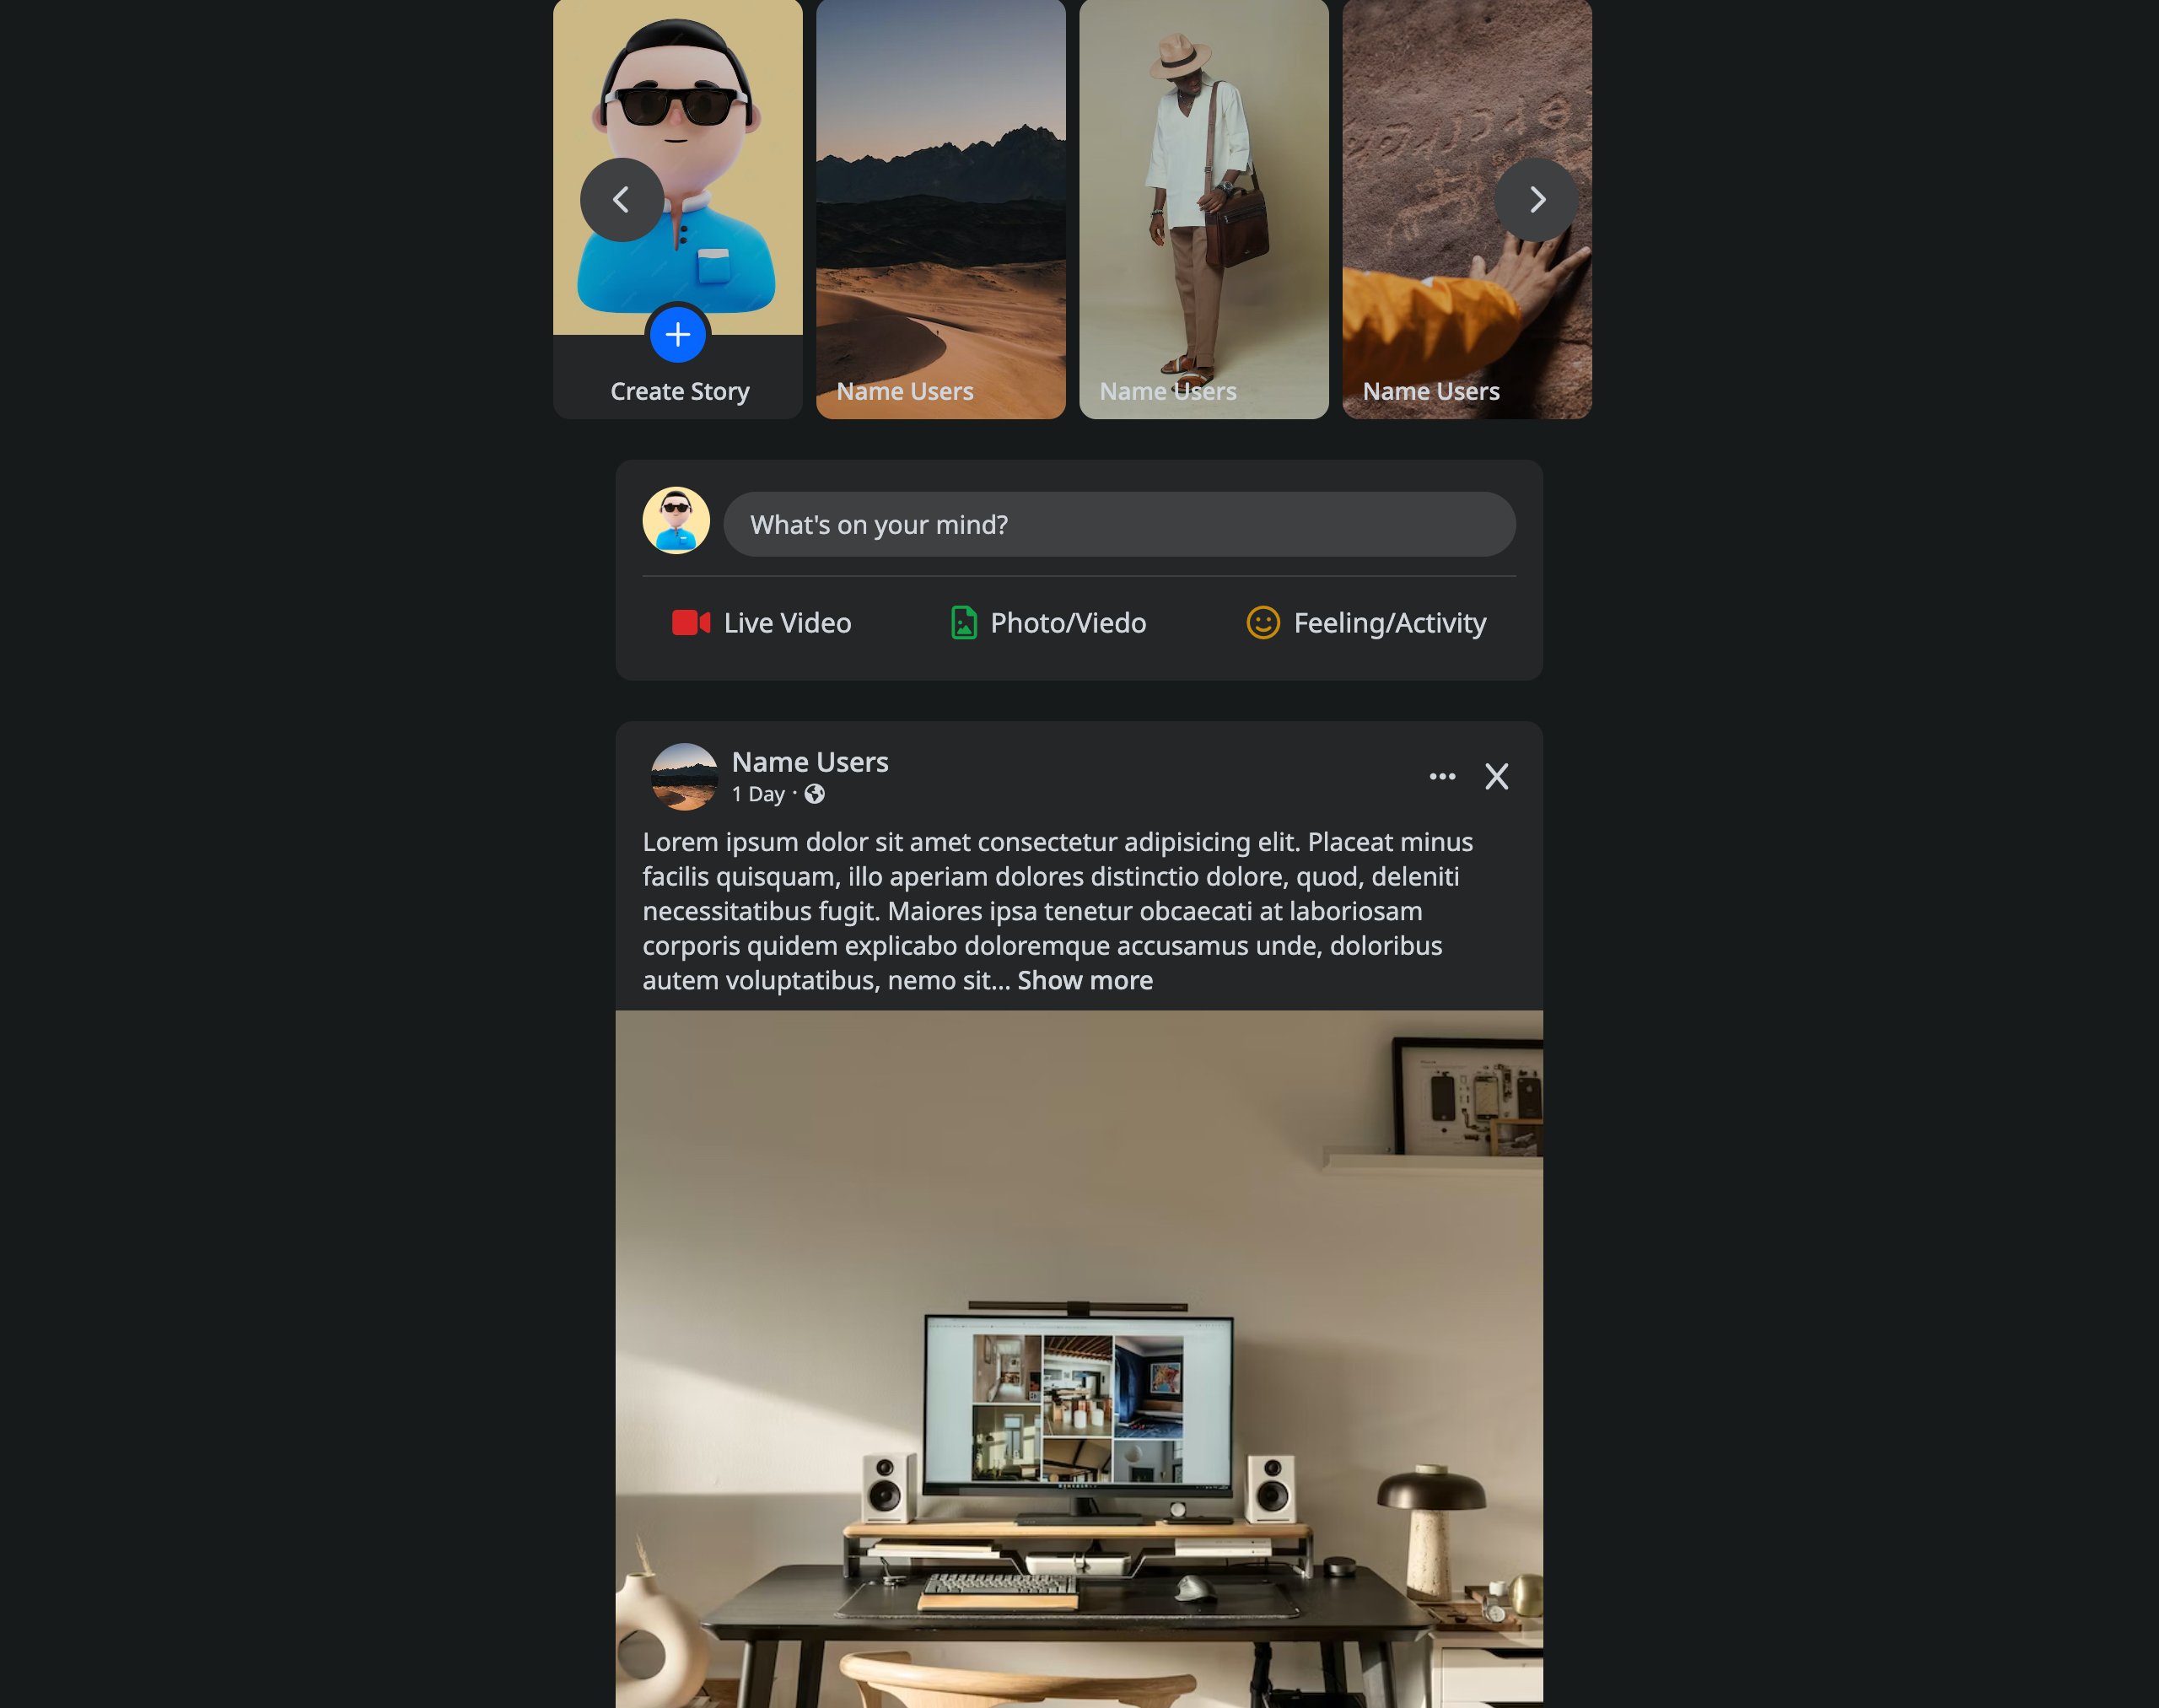 Create Story
Name Users
Name Users
Name Users
What's on your mind?
Live Video
Photo/Viedo
Feeling/Activity
Name Users
1 Day ·
Lorem ipsum dolor sit amet consectetur adipisicing elit. Placeat minus
facilis quisquam, illo aperiam dolores distinctio dolore, quod, deleniti
necessitatibus fugit. Maiores ipsa tenetur obcaecati at laboriosam
corporis quidem explicabo doloremque accusamus unde, doloribus
autem voluptatibus, nemo sit... Show more